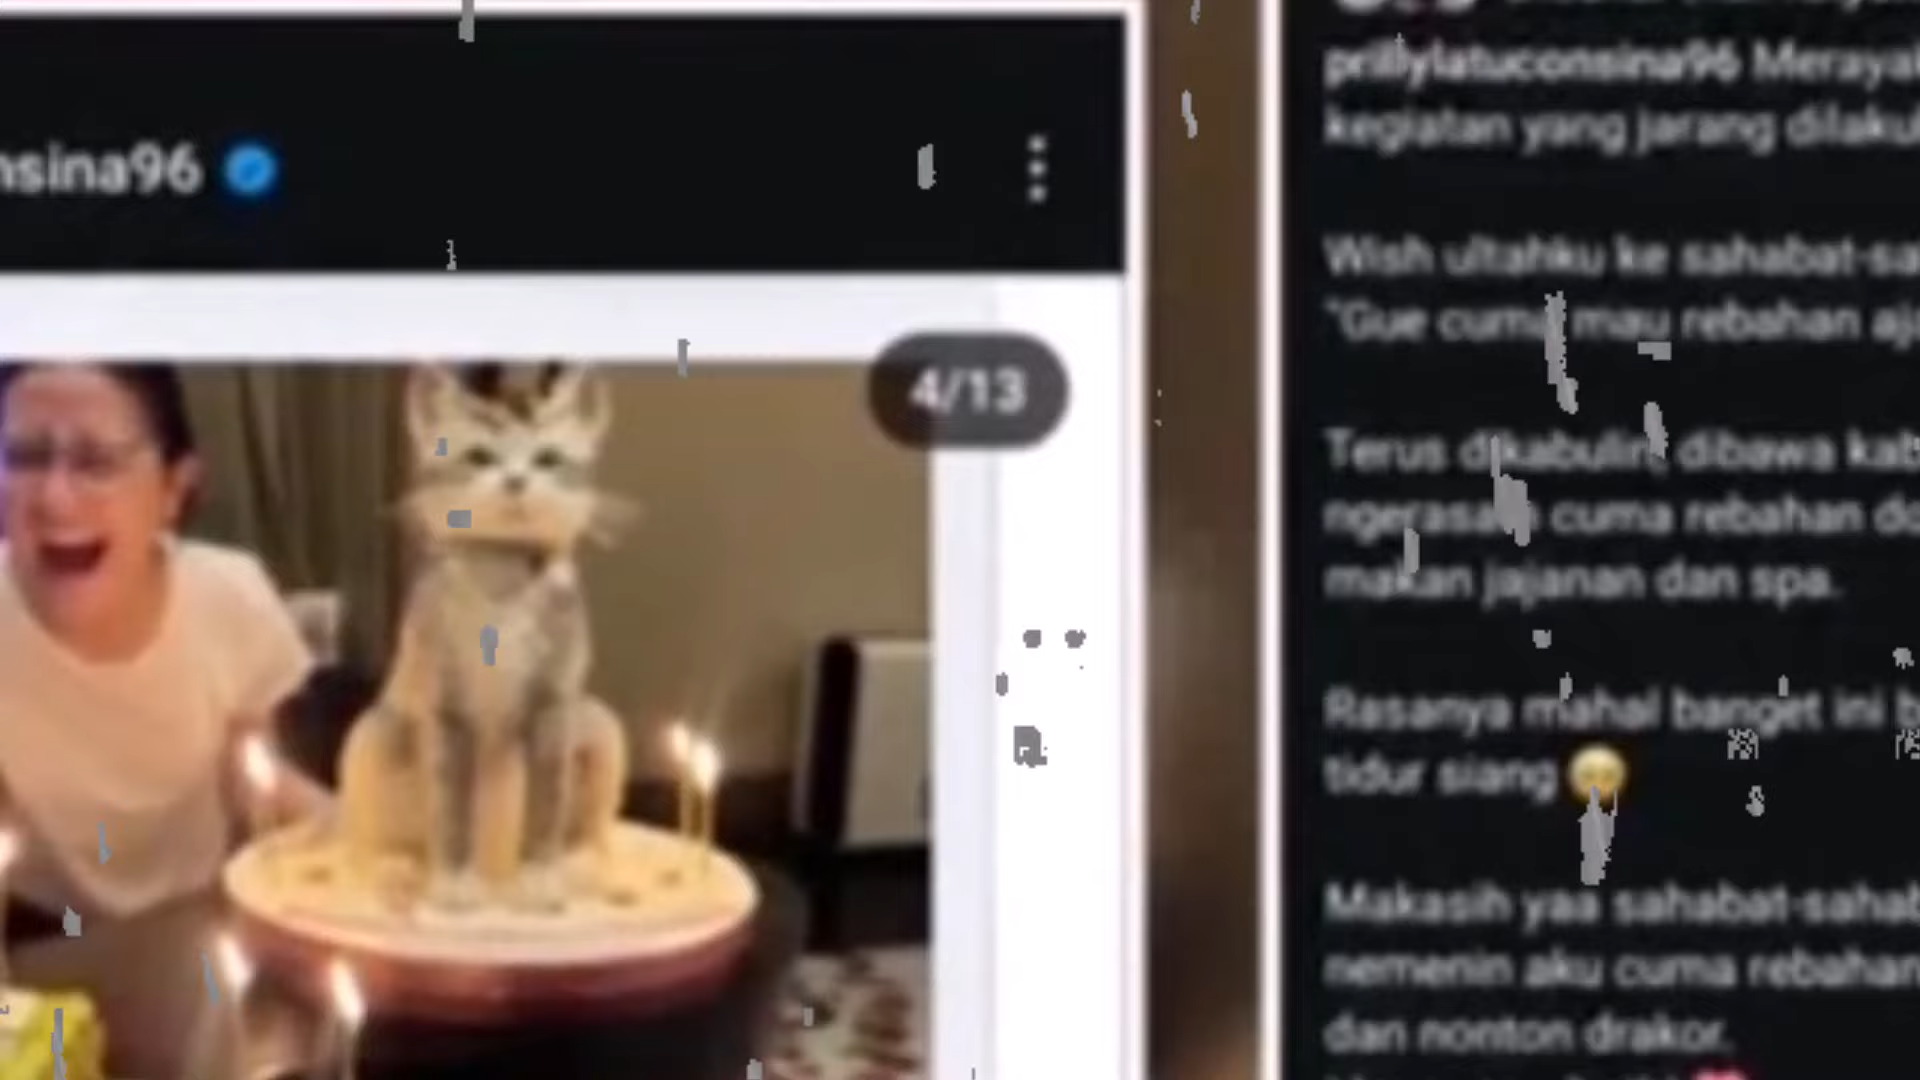 nsina96
4/13
prillylatuconsina96 Meraya
kegiatan yang jarang dilaku
Wish ultahku ke sahabat-sa
"Gue cuma mau rebahan aja
Terus dikabulin, dibawa kab
ngerasain cuma rebahan do
makan jajanan dan spa.
Rasanya mahal banget ini b
tidur siang
Makasih yaa sahabat-sahab
nemenin aku cuma rebahan
dan nonton drakor.